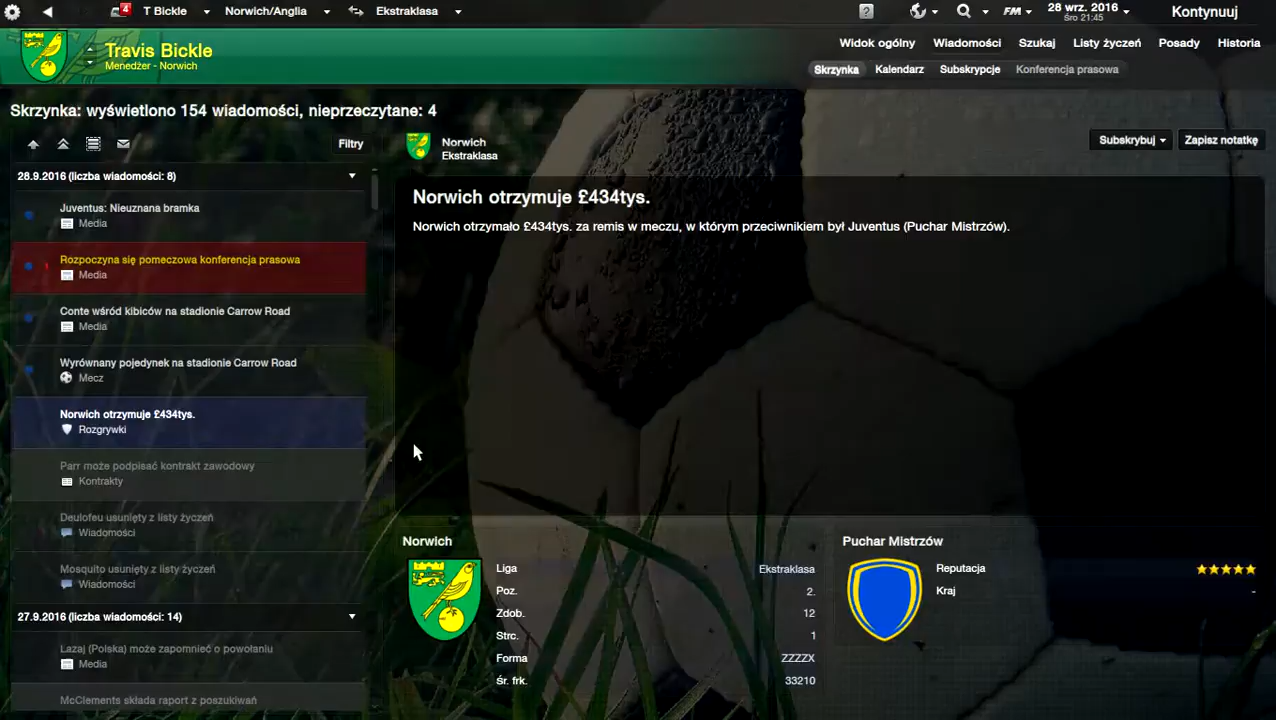 4 T Bickle Norwich/Anglia Ekstraklasa ? FM 28 wrz. 2016 Kontynuuj
śro 21:45
Travis Bickle
Menedżer - Norwich
Widok ogólny Wiadomości Szukaj Listy życzeń Posady Historia
Skrzynka Kalendarz Subskrypcje Konferencja prasowa
Skrzynka: wyświetlono 154 wiadomości, nieprzeczytane: 4
Filtry
28.9.2016 (liczba wiadomości: 8)
Juventus: Nieuznana bramka
Media
Rozpoczyna się pomeczowa konferencja prasowa
Media
Conte wśród kibiców na stadionie Carrow Road
Media
Wyrównany pojedynek na stadionie Carrow Road
Mecz
Norwich otrzymuje £434tys.
Rozgrywki
Parr może podpisać kontrakt zawodowy
Kontrakty
Deulofeu usunięty z listy życzeń
Wiadomości
Mosquito usunięty z listy życzeń
Wiadomości
27.9.2016 (liczba wiadomości: 14)
Lazaj (Polska) może zapomnieć o powołaniu
Media
McClements składa raport z poszukiwań
Norwich
Ekstraklasa
Subskrybuj Zapisz notatkę
Norwich otrzymuje £434tys.
Norwich otrzymało £434tys. za remis w meczu, w którym przeciwnikiem był Juventus (Puchar Mistrzów).
Norwich
Liga Ekstraklasa
Poz. 2.
Zdob. 12
Strc. 1
Forma ZZZZX
Śr. frk. 33210
Puchar Mistrzów
Reputacja
Kraj -